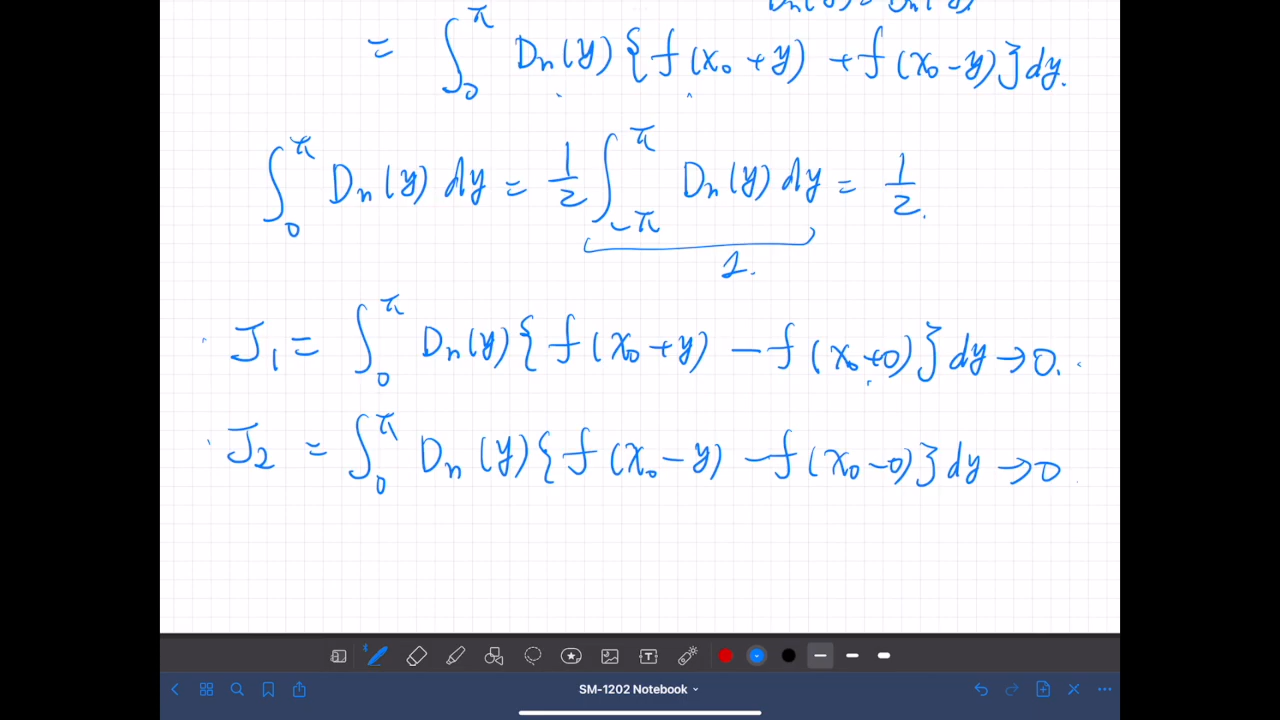 = ∫₀^π Dn(y) {f(x₀+y) + f(x₀-y)} dy.
∫₀^π Dn(y) dy = 1/2 ∫₋π^π Dn(y) dy = 1/2.
1.
J₁ = ∫₀^π Dn(y) {f(x₀+y) - f(x₀+0)} dy → 0.
J₂ = ∫₀^π Dn(y) {f(x₀-y) - f(x₀-0)} dy → 0
SM-1202 Notebook